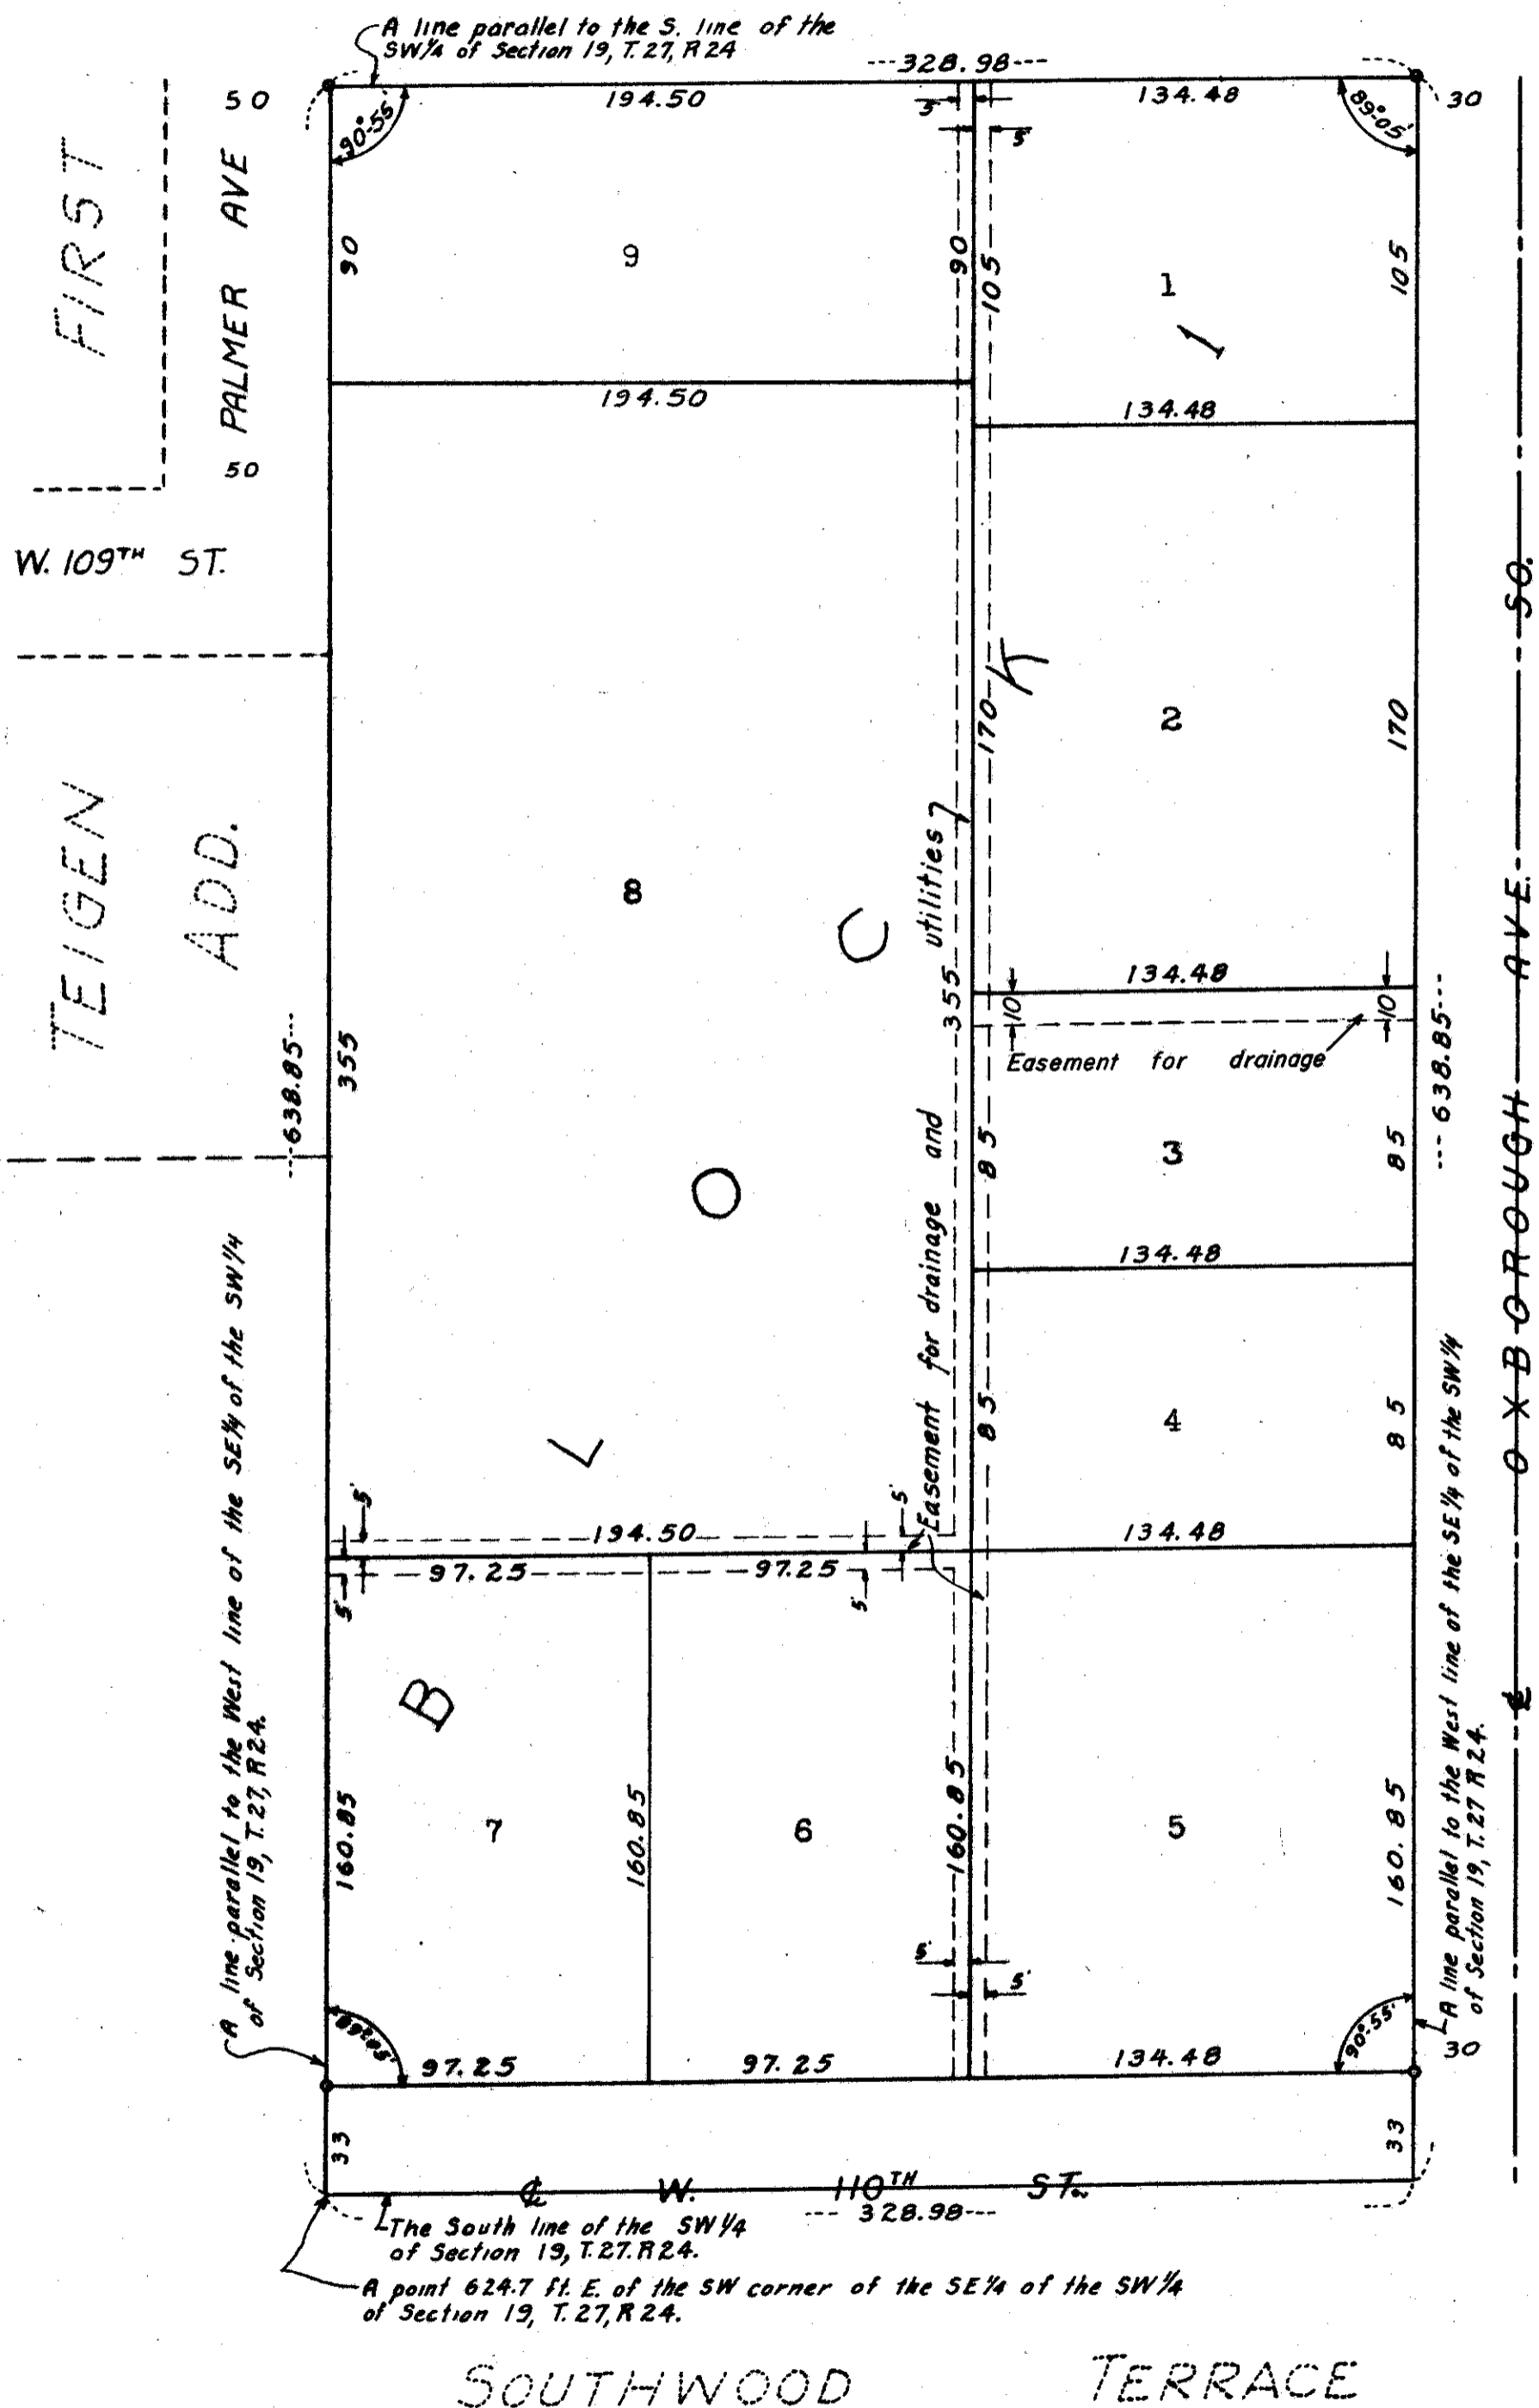 A line parallel to the S. line of the
SW¼ of Section 19, T. 27, R 24
---328.98---
50
194.50
5'
134.48
30
90°-55'
5'
89°-05'
FIRST
PALMER AVE
90
9
90
105
1
105
1
194.50
134.48
50
W. 109TH ST.
OXBOROUGH AVE. SO.
K
170
2
170
TEIGEN
ADD.
8
C
355
134.48
10
10
Easement for drainage
---638.85---
355
--- 638.85---
85
3
85
O
Easement for drainage and utilities
134.48
A line parallel to the West line of the SE¼ of the SW¼
of Section 19, T. 27, R 24.
85
4
85
L
5'
5'
194.50
134.48
97.25
97.25
5'
5'
B
A line parallel to the West line of the SE¼ of the SW¼
of Section 19, T. 27 R 24.
160.85
7
160.85
6
160.85
5
160.85
5'
5'
89°-05'
90°-55'
97.25
97.25
134.48
30
33
33
℄ W. 110TH ST.
--- 328.98---
The South line of the SW¼
of Section 19, T. 27. R 24.
A point 624.7 ft. E. of the SW corner of the SE¼ of the SW¼
of Section 19, T. 27, R 24.
SOUTHWOOD TERRACE